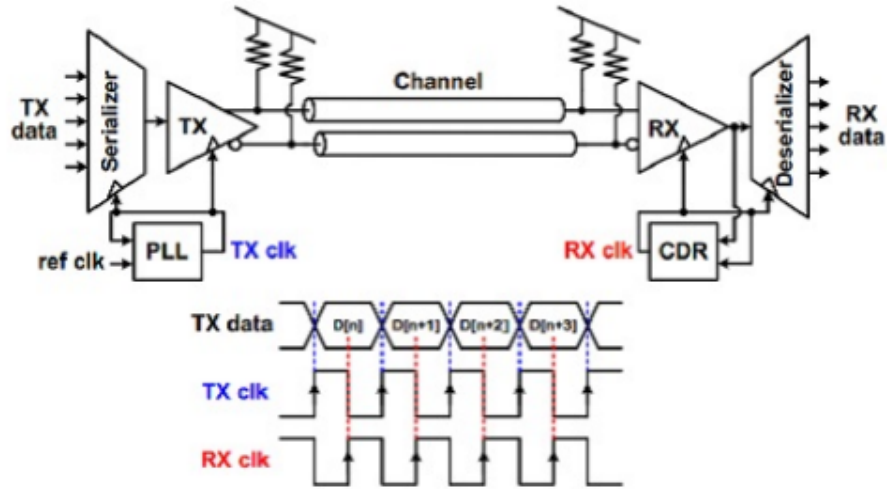 Channel
TX data
Serializer
TX
RX
Deserializer
RX data
ref clk
PLL
TX clk
RX clk
CDR
TX data
D[n]
D[n+1]
D[n+2]
D[n+3]
TX clk
RX clk